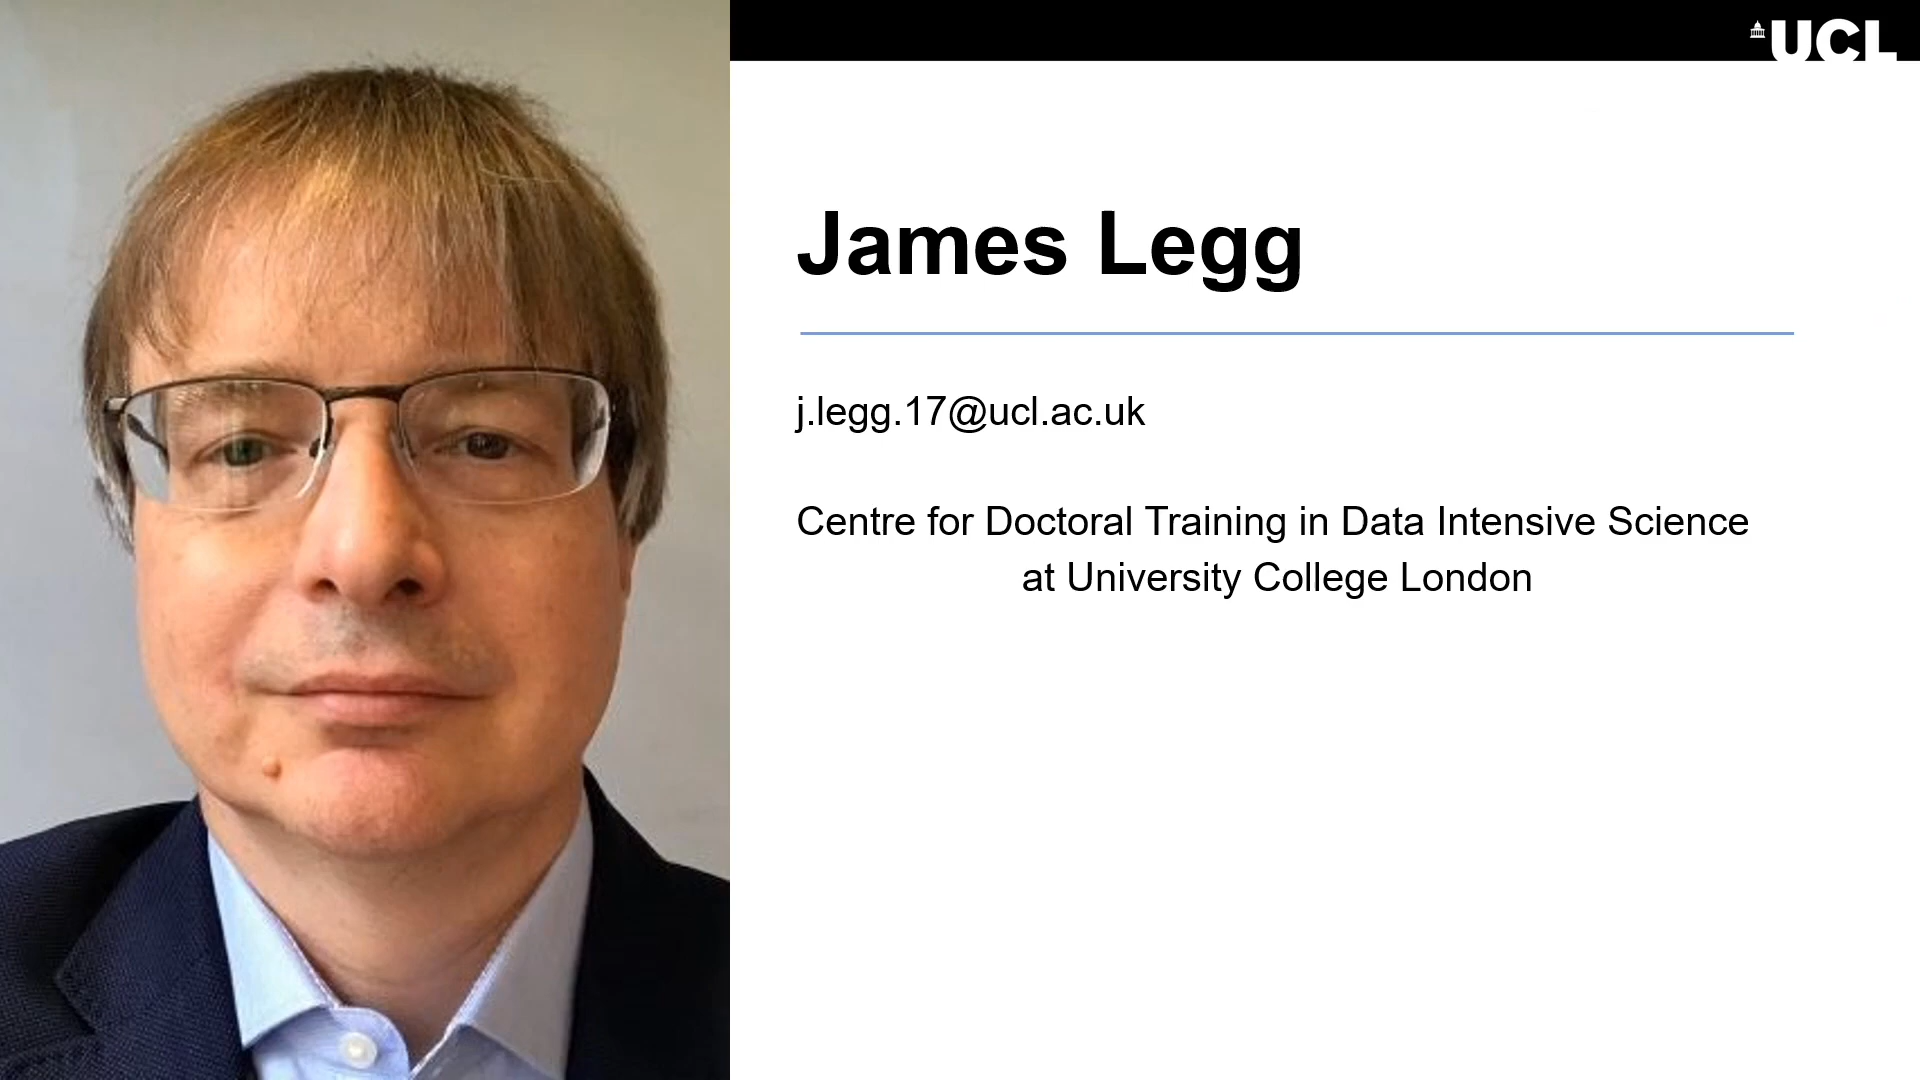 UCL
James Legg
j.legg.17@ucl.ac.uk
Centre for Doctoral Training in Data Intensive Science
at University College London